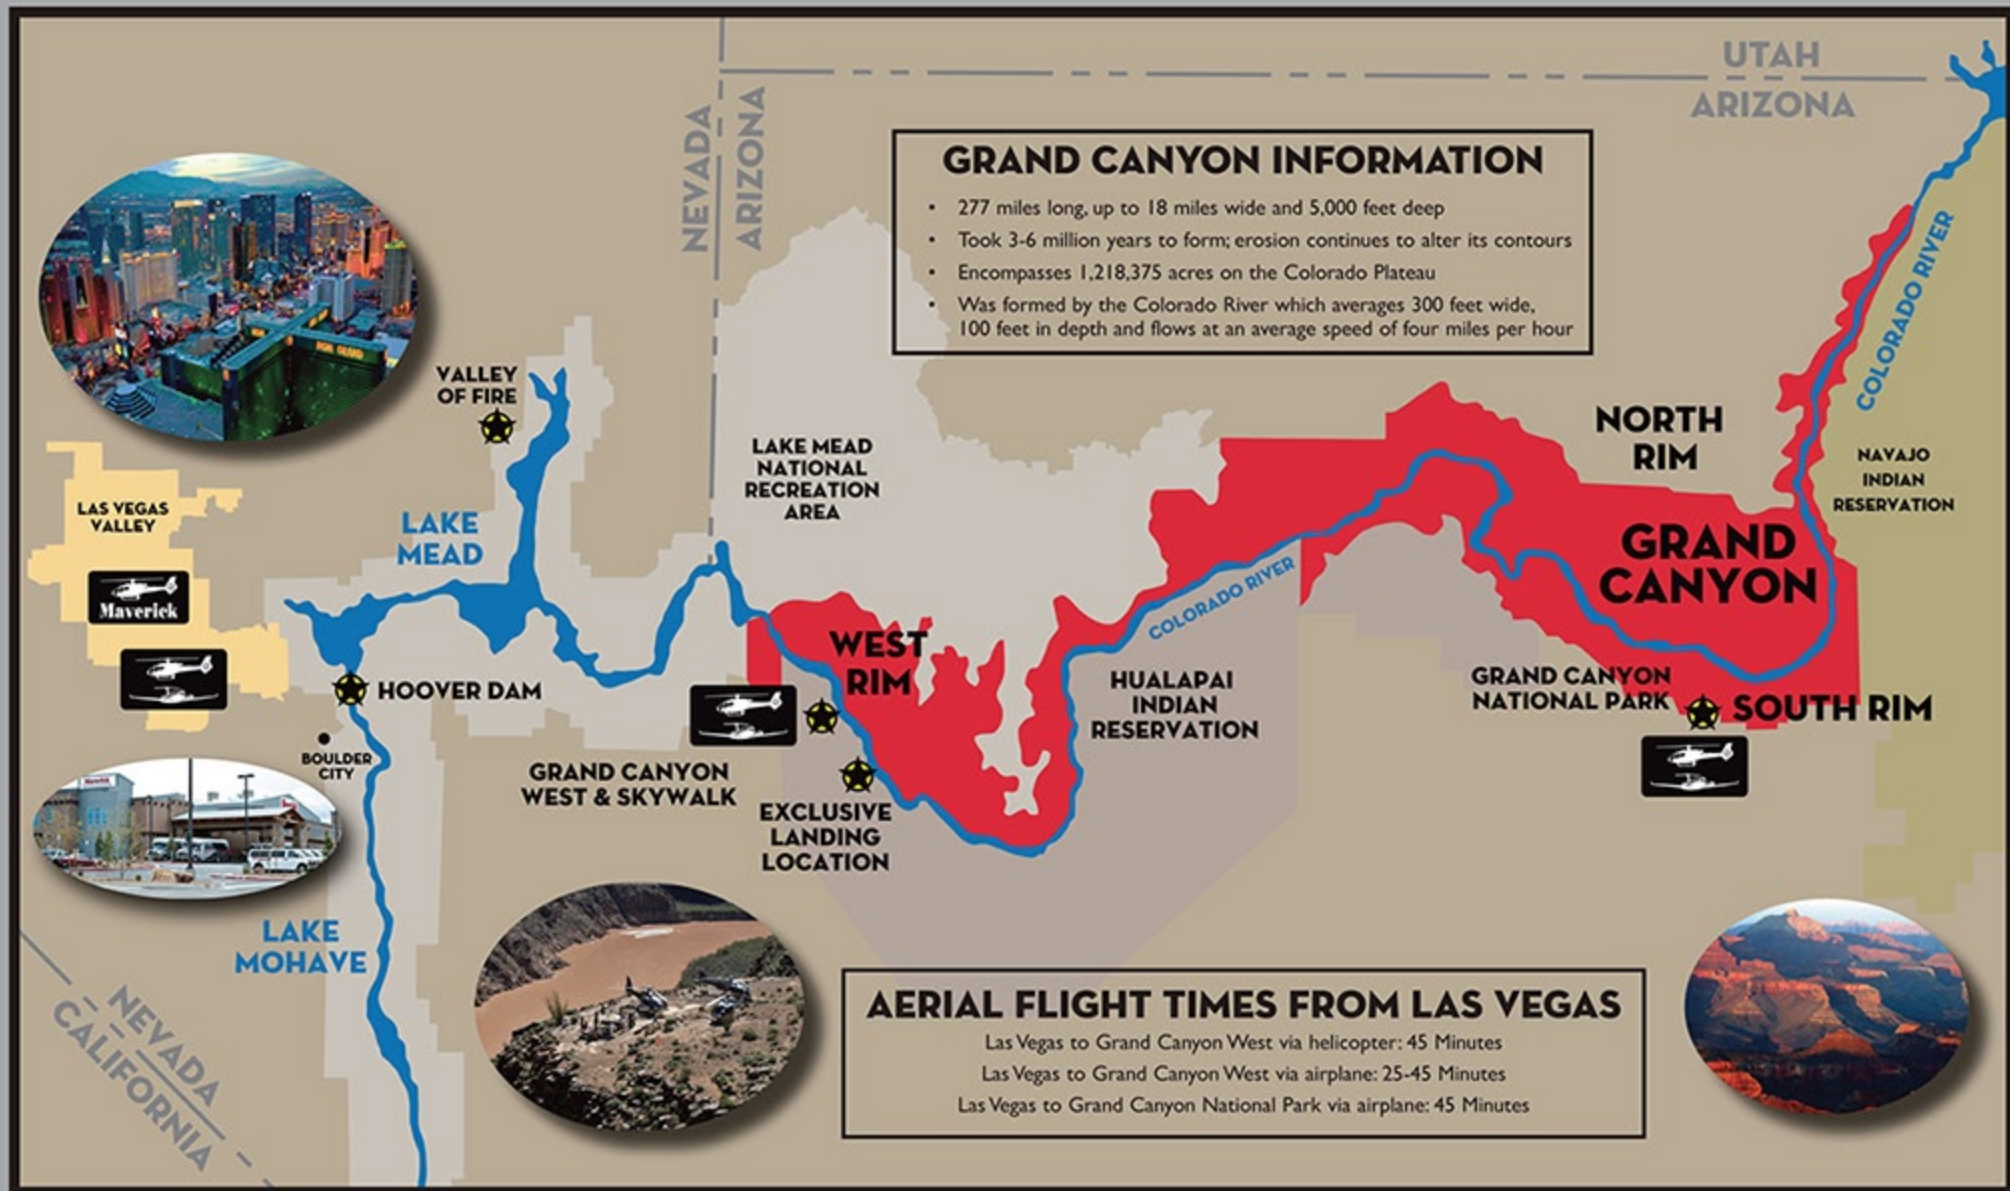 UTAH
ARIZONA
NEVADA
ARIZONA
GRAND CANYON INFORMATION
• 277 miles long, up to 18 miles wide and 5,000 feet deep
• Took 3-6 million years to form; erosion continues to alter its contours
• Encompasses 1,218,375 acres on the Colorado Plateau
• Was formed by the Colorado River which averages 300 feet wide,
100 feet in depth and flows at an average speed of four miles per hour
COLORADO RIVER
MGM GRAND
VALLEY
OF FIRE
LAKE MEAD
NATIONAL
RECREATION
AREA
NORTH
RIM
NAVAJO
INDIAN
RESERVATION
LAS VEGAS
VALLEY
LAKE
MEAD
GRAND
CANYON
Maverick
COLORADO RIVER
WEST
RIM
HOOVER DAM
HUALAPAI
INDIAN
RESERVATION
GRAND CANYON
NATIONAL PARK
SOUTH RIM
BOULDER
CITY
GRAND CANYON
WEST & SKYWALK
EXCLUSIVE
LANDING
LOCATION
LAKE
MOHAVE
NEVADA
CALIFORNIA
AERIAL FLIGHT TIMES FROM LAS VEGAS
Las Vegas to Grand Canyon West via helicopter: 45 Minutes
Las Vegas to Grand Canyon West via airplane: 25-45 Minutes
Las Vegas to Grand Canyon National Park via airplane: 45 Minutes